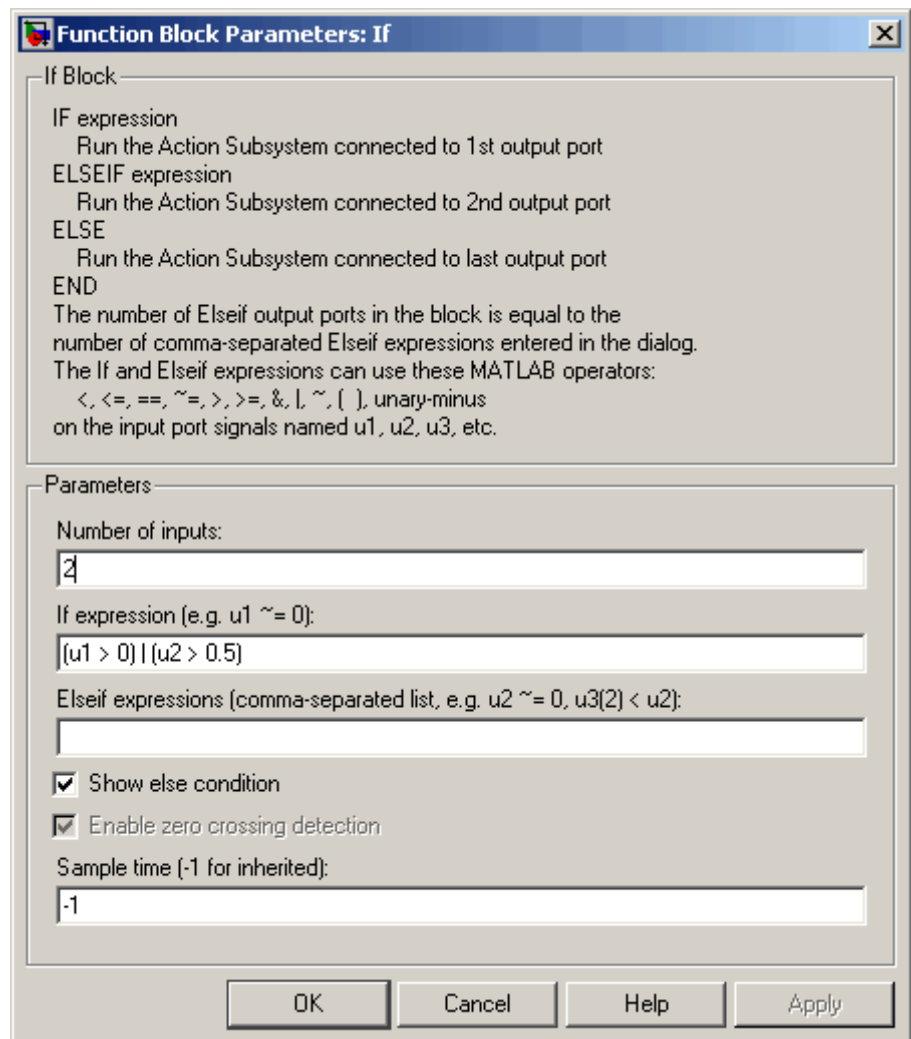 Function Block Parameters: If
If Block
IF expression
Run the Action Subsystem connected to 1st output port
ELSEIF expression
Run the Action Subsystem connected to 2nd output port
ELSE
Run the Action Subsystem connected to last output port
END
The number of Elseif output ports in the block is equal to the
number of comma-separated Elseif expressions entered in the dialog.
The If and Elseif expressions can use these MATLAB operators:
<, <=, ==, ~=, >, >=, &, |, ~, ( ), unary-minus
on the input port signals named u1, u2, u3, etc.
Parameters
Number of inputs:
2
If expression (e.g. u1 ~= 0):
(u1 > 0) | (u2 > 0.5)
Elseif expressions (comma-separated list, e.g. u2 ~= 0, u3(2) < u2):
Show else condition
Enable zero crossing detection
Sample time (-1 for inherited):
-1
OK Cancel Help Apply